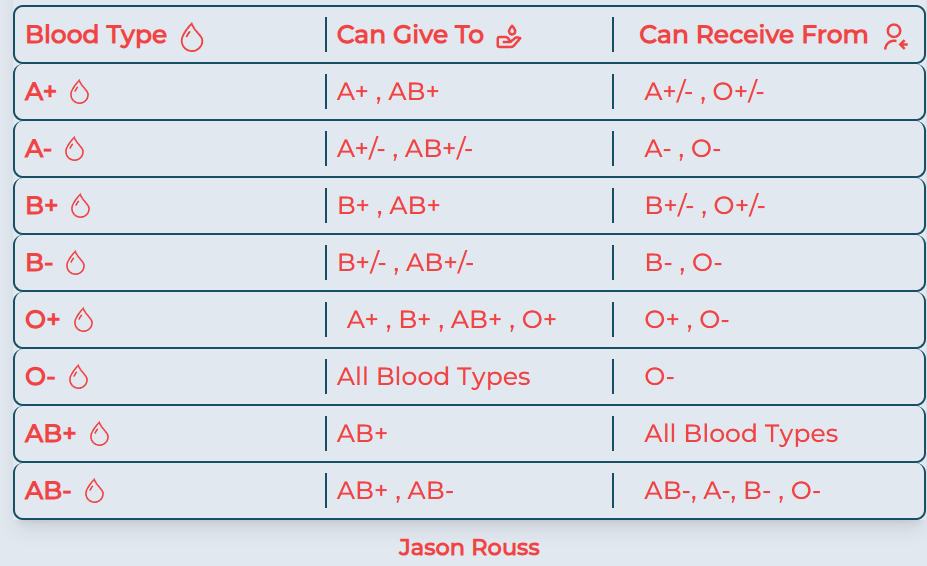 Blood Type Can Give To Can Receive From
A+ A+ , AB+ A+/- , O+/-
A- A+/- , AB+/- A- , O-
B+ B+ , AB+ B+/- , O+/-
B- B+/- , AB+/- B- , O-
O+ A+ , B+ , AB+ , O+ O+ , O-
O- All Blood Types O-
AB+ AB+ All Blood Types
AB- AB+ , AB- AB-, A-, B- , O-
Jason Rouss